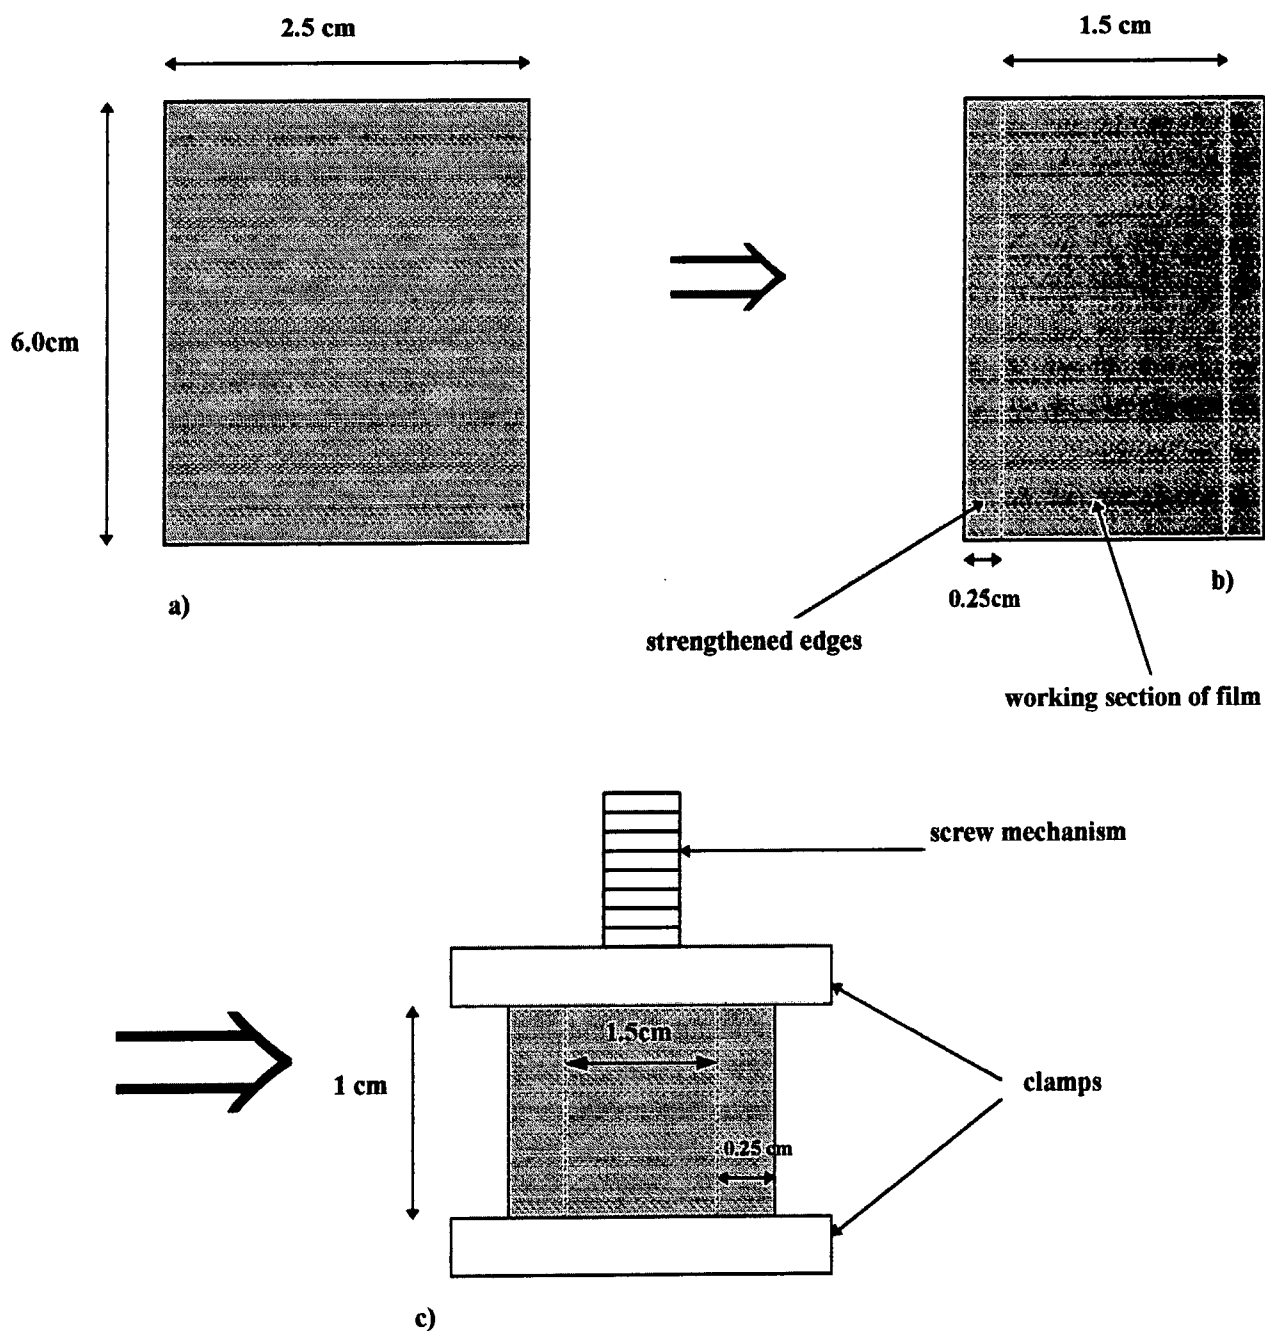 2.5 cm
1.5 cm
6.0cm
a)
0.25cm
b)
strengthened edges
working section of film
screw mechanism
1.5cm
1 cm
clamps
0.25 cm
c)